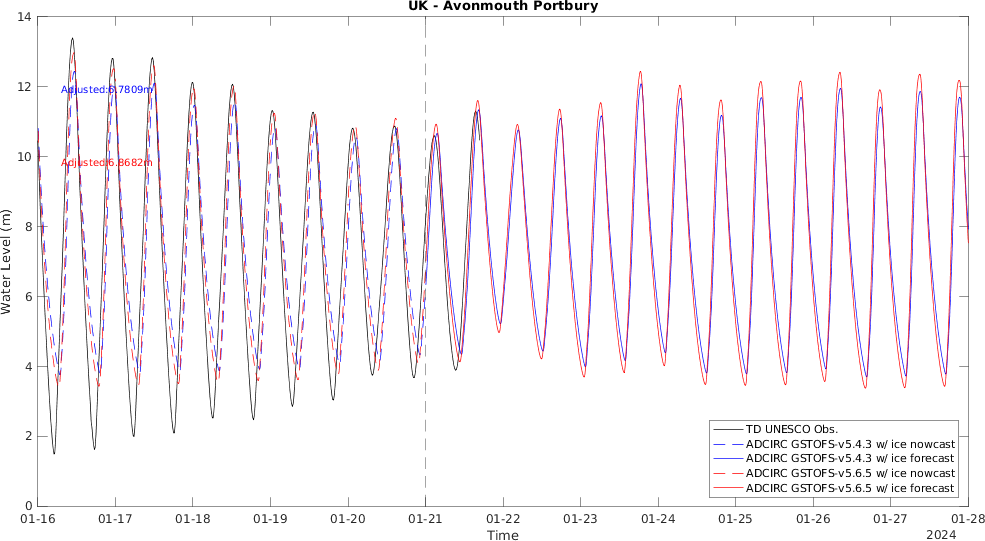 UK - Avonmouth Portbury
14
12
10
8
6
4
2
0
Water Level (m)
Adjusted:6.7809m
Adjusted:6.8682m
TD UNESCO Obs.
ADCIRC GSTOFS-v5.4.3 w/ ice nowcast
ADCIRC GSTOFS-v5.4.3 w/ ice forecast
ADCIRC GSTOFS-v5.6.5 w/ ice nowcast
ADCIRC GSTOFS-v5.6.5 w/ ice forecast
01-16 01-17 01-18 01-19 01-20 01-21 01-22 01-23 01-24 01-25 01-26 01-27 01-28
Time
2024